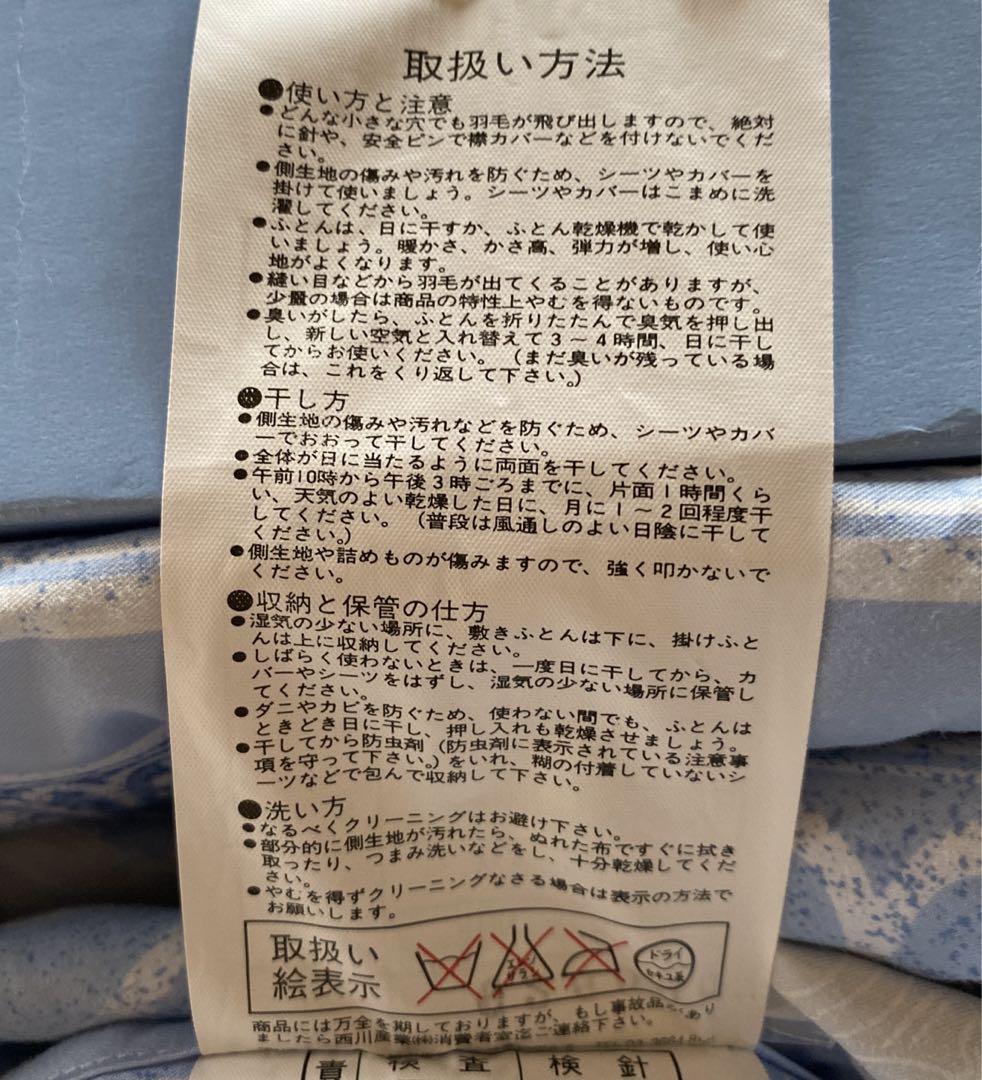 取扱い方法
●使い方と注意
●どんな小さな穴でも羽毛が飛び出しますので、絶対
に針や、安全ピンで襟カバーなどを付けないでくだ
さい。
●側生地の傷みや汚れを防ぐため、シーツやカバーを
掛けて使いましょう。シーツやカバーはこまめに洗
濯してください。
●ふとんは、日に干すか、ふとん乾燥機で乾かして使
いましょう。暖かさ、かさ高、弾力が増し、使い心
地がよくなります。
●縫い目などから羽毛が出てくることがありますが、
少量の場合は商品の特性上やむを得ないものです。
●臭いがしたら、ふとんを折りたたんで臭気を押し出
し、新しい空気と入れ替えて3～4時間、日に干し
てからお使いください。（まだ臭いが残っている場
合は、これをくり返して下さい。）
●干し方
●側生地の傷みや汚れなどを防ぐため、シーツやカバ
ーでおおって干してください。
●全体が日に当たるように両面を干してください。
●午前10時から午後3時ごろまでに、片面1時間くら
い、天気のよい乾燥した日に、月に1～2回程度干
してください。（普段は風通しのよい日陰に干して
ください。）
●側生地や詰めものが傷みますので、強く叩かないで
ください。
●収納と保管の仕方
●湿気の少ない場所に、敷きふとんは下に、掛けふと
んは上に収納してください。
●しばらく使わないときは、一度日に干してから、カ
バーやシーツをはずし、湿気の少ない場所に保管し
てください。
●ダニやカビを防ぐため、使わない間でも、ふとんは
ときどき日に干し、押し入れも乾燥させましょう。
●干してから防虫剤（防虫剤に表示されている注意事
項を守って下さい。）をいれ、糊の付着していないシ
ーツなどで包んで収納して下さい。
●洗い方
●なるべくクリーニングはお避け下さい。
●部分的に側生地が汚れたら、ぬれた布ですぐに拭き
取ったり、つまみ洗いなどをし、十分乾燥してくだ
さい。
●やむを得ずクリーニングなさる場合は表示の方法で
お願いします。
取扱い
絵表示
エンソ
サラシ
ドライ
セキユ系
商品には万全を期しておりますが、もし事故品があり
ましたら西川産業㈱消費者室迄ご連絡下さい。
青 検査 検針